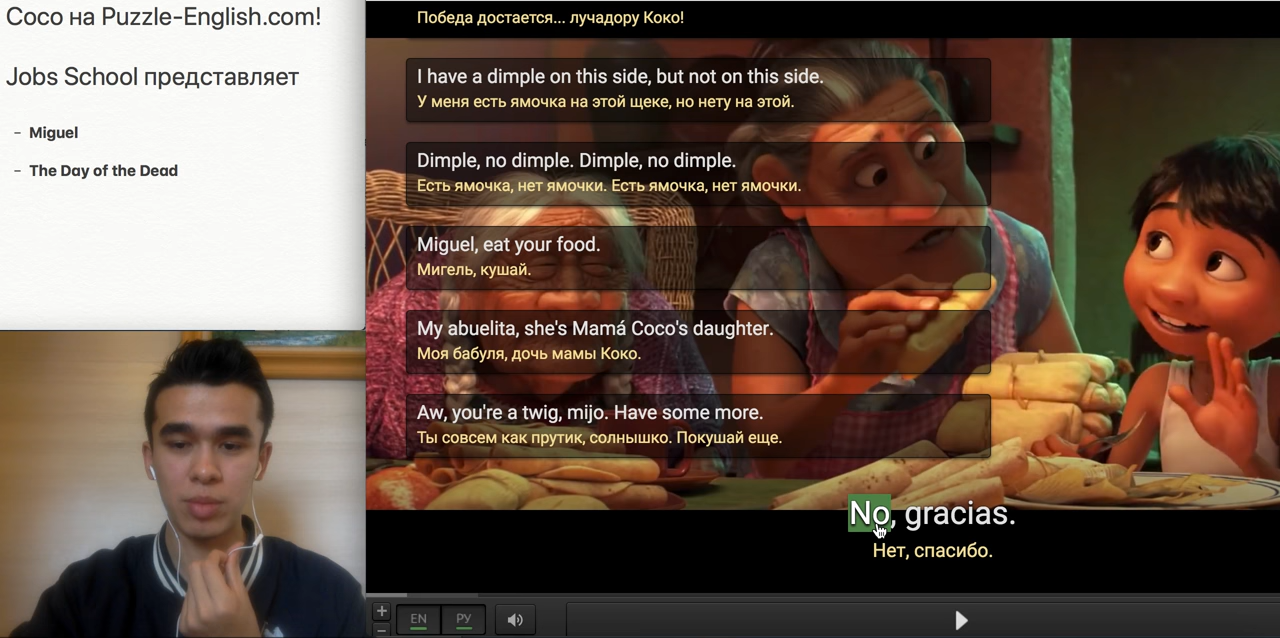 Coco на Puzzle-English.com!
Jobs School представляет
- Miguel
- The Day of the Dead
Победа достается... лучадору Коко!
I have a dimple on this side, but not on this side.
У меня есть ямочка на этой щеке, но нету на этой.
Dimple, no dimple. Dimple, no dimple.
Есть ямочка, нет ямочки. Есть ямочка, нет ямочки.
Miguel, eat your food.
Мигель, кушай.
My abuelita, she's Mamá Coco's daughter.
Моя бабуля, дочь мамы Коко.
Aw, you're a twig, mijo. Have some more.
Ты совсем как прутик, солнышко. Покушай еще.
No, gracias.
Нет, спасибо.
EN РУ